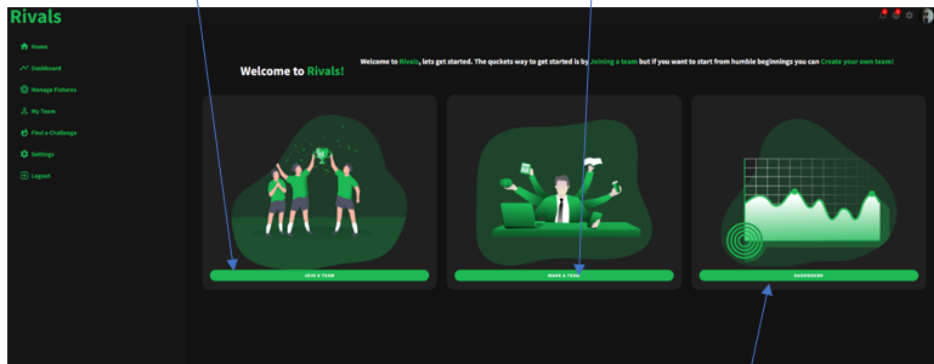 Rivals
Home
Dashboard
Manage Fixtures
My Team
Find a Challenge
Settings
Logout
Welcome to Rivals!
Welcome to Rivals, lets get started. The quckets way to get started is by Joining a team but if you want to start from humble beginnings you can Create your own team!
JOIN A TEAM
MAKE A TEAM
DASHBOARD